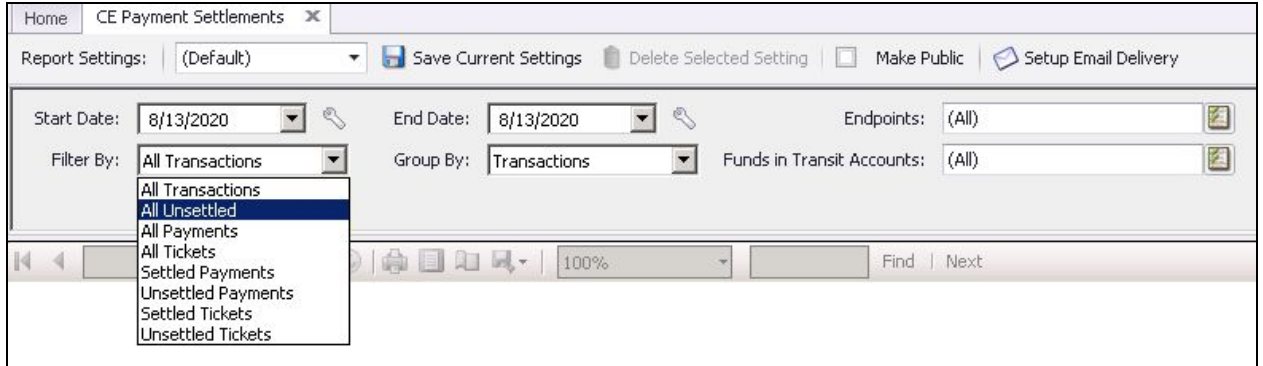 Home CE Payment Settlements
Report Settings: (Default) Save Current Settings Delete Selected Setting Make Public Setup Email Delivery
Start Date: 8/13/2020 End Date: 8/13/2020 Endpoints: (All)
Filter By: All Transactions Group By: Transactions Funds in Transit Accounts: (All)
All Transactions
All Unsettled
All Payments
All Tickets
100% Find | Next
Settled Payments
Unsettled Payments
Settled Tickets
Unsettled Tickets